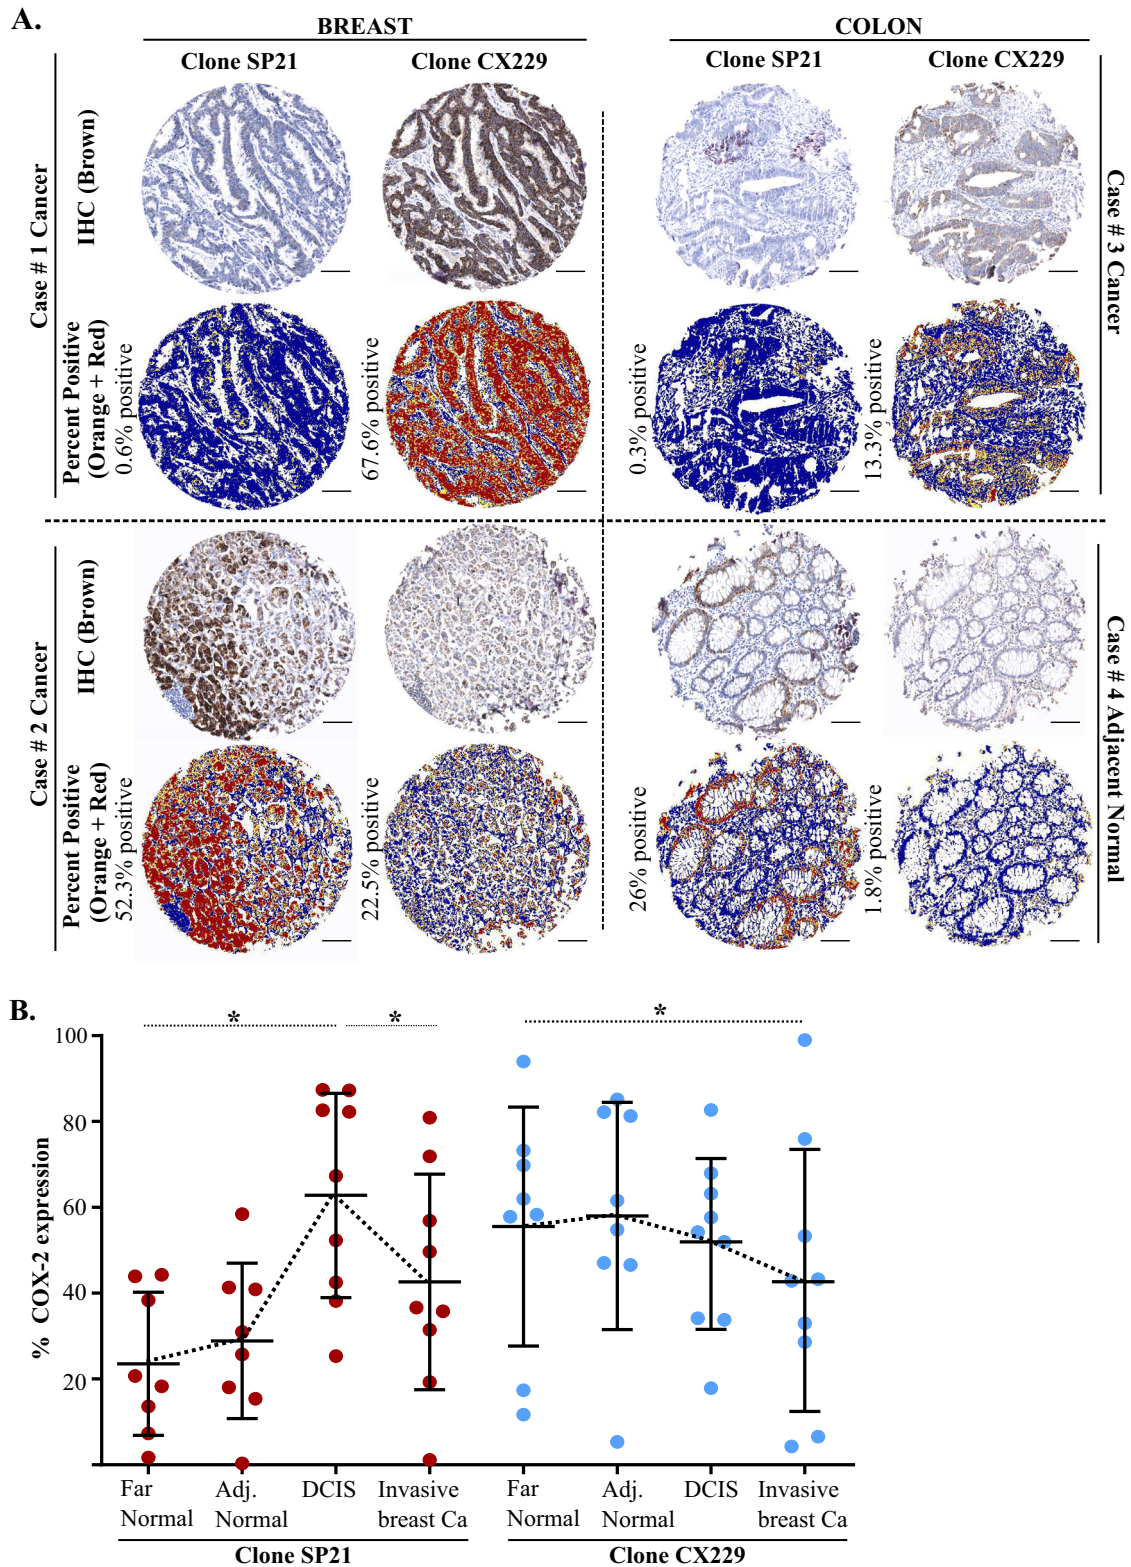 A.
BREAST
COLON
Clone SP21
Clone CX229
Clone SP21
Clone CX229
Case # 1 Cancer
IHC (Brown)
Percent Positive
(Orange + Red)
0.6% positive
67.6% positive
0.3% positive
13.3% positive
Case # 3 Cancer
Case # 2 Cancer
IHC (Brown)
Percent Positive
(Orange + Red)
52.3% positive
22.5% positive
26% positive
1.8% positive
Case # 4 Adjacent Normal
B.
% COX-2 expression
100
80
60
40
20
*
*
*
Far
Normal
Adj.
Normal
DCIS
Invasive
breast Ca
Far
Normal
Adj.
Normal
DCIS
Invasive
breast Ca
Clone SP21
Clone CX229